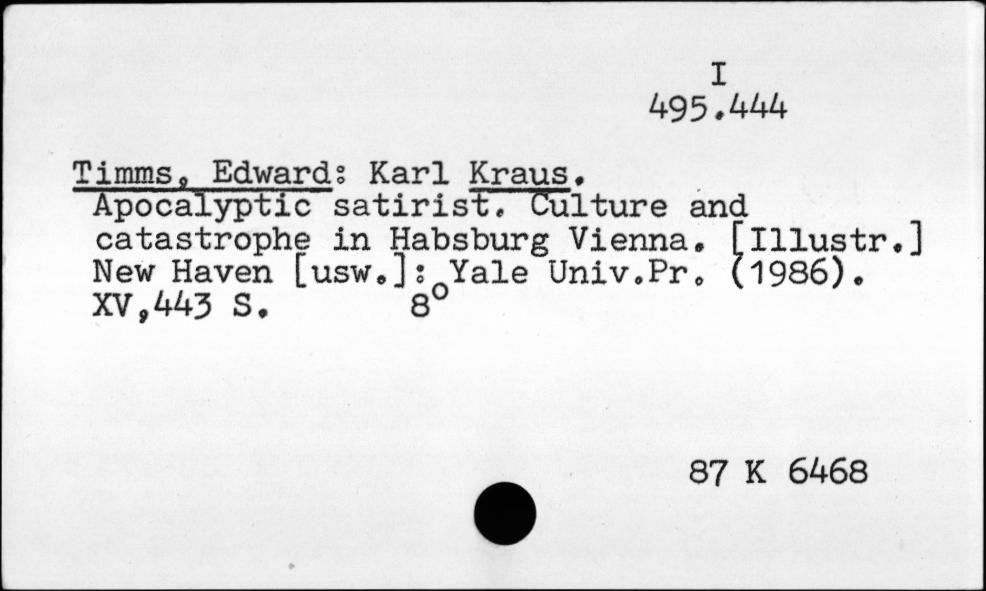 I
495.444
Timms, Edward: Karl Kraus.
Apocalyptic satirist. Culture and
catastrophe in Habsburg Vienna. [Illustr.]
New Haven [usw.]: Yale Univ.Pr. (1986).
XV,443 S. 8°
87 K 6468